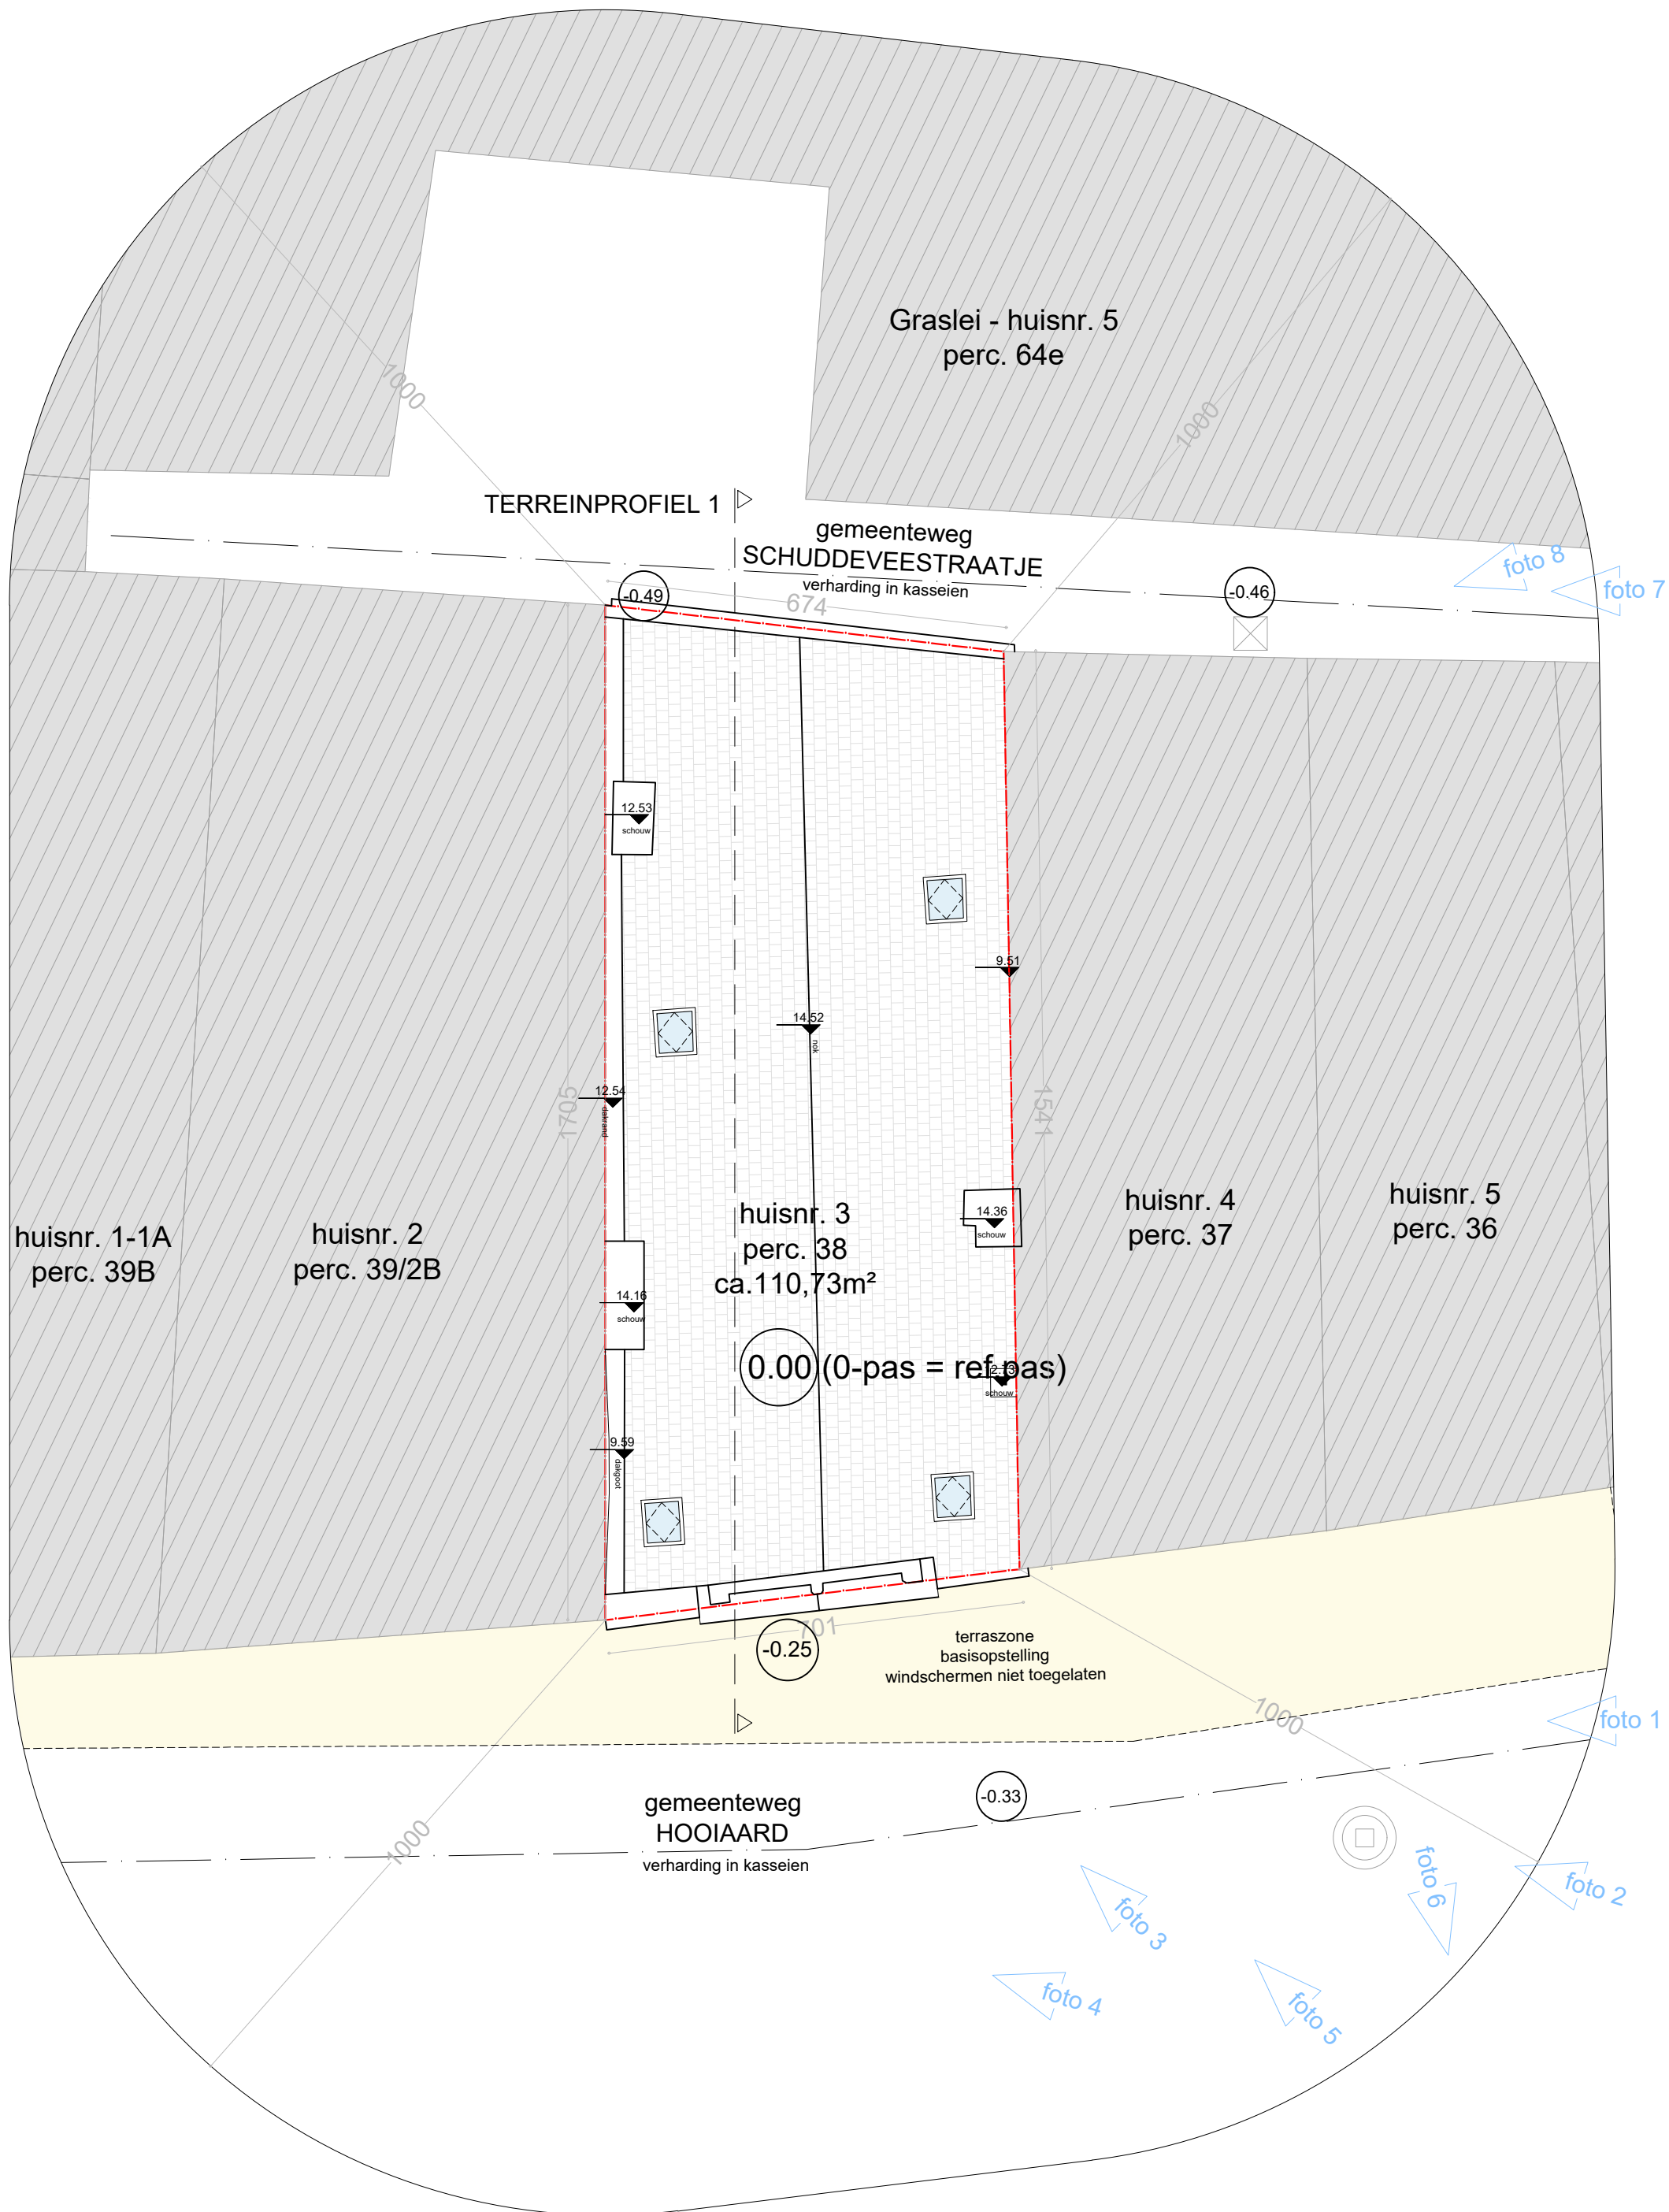 Graslei - huisnr. 5
perc. 64e
1000
1000
TERREINPROFIEL 1
gemeenteweg
SCHUDDEVEESTRAATJE
verharding in kasseien
foto 8
foto 7
-0.49
-0.46
674
12.53
schouw
9.51
14.52
nok
12.54
dakrand
1705
1541
huisnr. 1-1A
perc. 39B
huisnr. 2
perc. 39/2B
huisnr. 3
perc. 38
ca.110,73m²
14.36
schouw
huisnr. 4
perc. 37
huisnr. 5
perc. 36
14.16
schouw
0.00 (0-pas = ref.pas)
schouw
9.59
dakgoot
701
-0.25
terraszone
basisopstelling
windschermen niet toegelaten
1000
foto 1
-0.33
gemeenteweg
HOOIAARD
verharding in kasseien
1000
foto 6
foto 2
foto 3
foto 4
foto 5